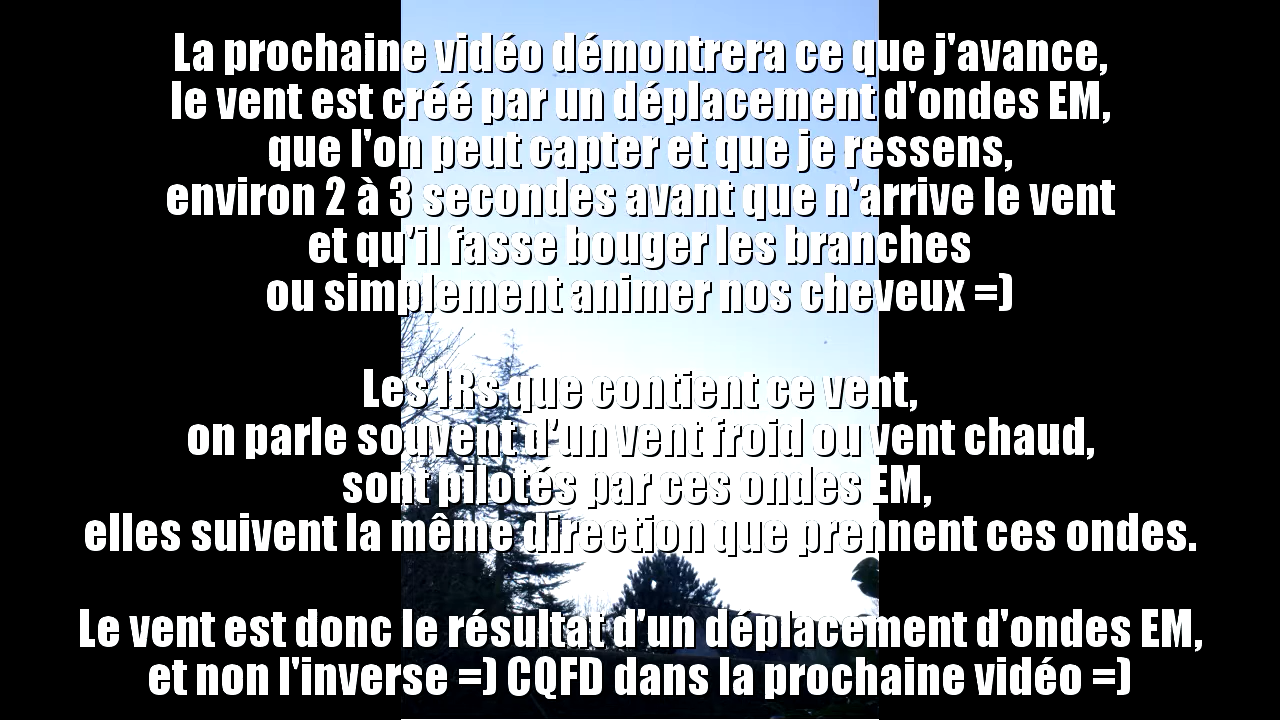 La prochaine vidéo démontrera ce que j'avance,
le vent est créé par un déplacement d'ondes EM,
que l'on peut capter et que je ressens,
environ 2 à 3 secondes avant que n'arrive le vent
et qu'il fasse bouger les branches
ou simplement animer nos cheveux =)
Les IRs que contient ce vent,
on parle souvent d'un vent froid ou vent chaud,
sont pilotés par ces ondes EM,
elles suivent la même direction que prennent ces ondes.
Le vent est donc le résultat d'un déplacement d'ondes EM,
et non l'inverse =) CQFD dans la prochaine vidéo =)